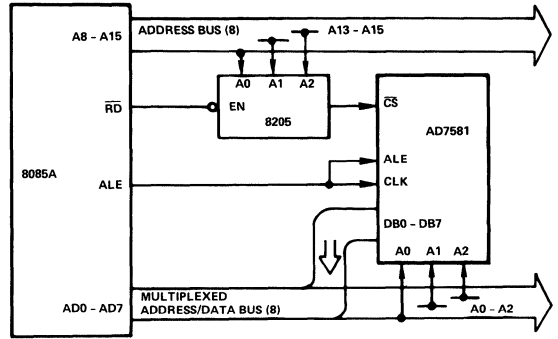 A8 – A15
ADDRESS BUS (8)
A13 – A15
A0
A1
A2
RD
EN
8205
CS
AD7581
8085A
ALE
ALE
CLK
DB0 – DB7
A0
A1
A2
AD0 – AD7
MULTIPLEXED
ADDRESS/DATA BUS (8)
A0 – A2